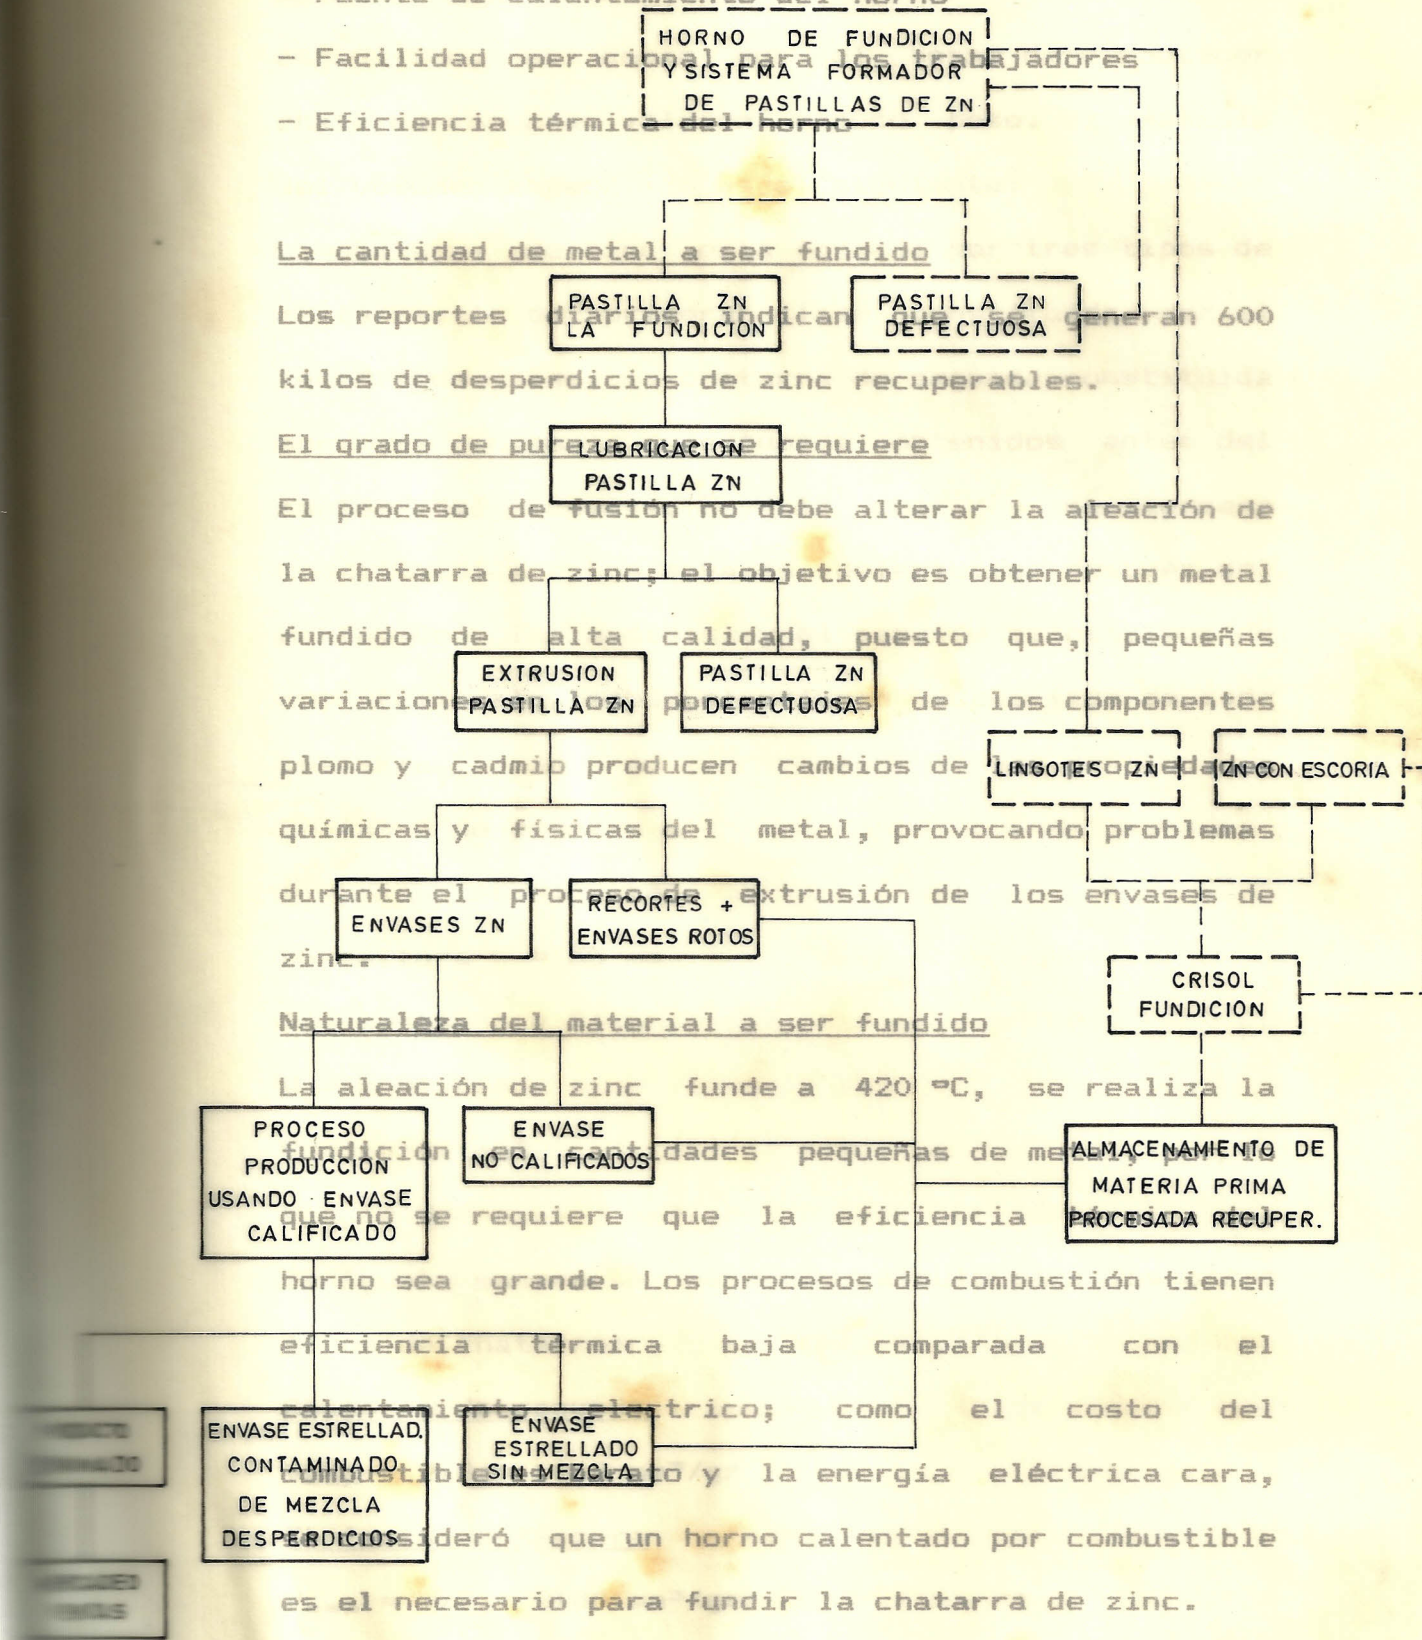 - Facilidad operacional para los trabajadores
- Eficiencia térmica del horno
La cantidad de metal a ser fundido
Los reportes diarios indican que se generan 600
kilos de desperdicios de zinc recuperables.
El grado de pureza que se requiere
El proceso de fusión no debe alterar la aleación de
la chatarra de zinc; el objetivo es obtener un metal
fundido de alta calidad, puesto que, pequeñas
variaciones en los porcentajes de los componentes
plomo y cadmio producen cambios de las propiedades
químicas y físicas del metal, provocando problemas
durante el proceso de extrusión de los envases de
zinc.
Naturaleza del material a ser fundido
La aleación de zinc funde a 420 ºC, se realiza la
fundición en cantidades pequeñas de metal, por lo
que no se requiere que la eficiencia térmica del
horno sea grande. Los procesos de combustión tienen
eficiencia térmica baja comparada con el
calentamiento electrico; como el costo del
combustible es barato y la energía eléctrica cara,
se consideró que un horno calentado por combustible
es el necesario para fundir la chatarra de zinc.
HORNO DE FUNDICION
Y SISTEMA FORMADOR
DE PASTILLAS DE ZN
PASTILLA ZN
LA FUNDICION
PASTILLA ZN
DEFECTUOSA
LUBRICACION
PASTILLA ZN
EXTRUSION
PASTILLA ZN
PASTILLA ZN
DEFECTUOSA
LINGOTES ZN
ZN CON ESCORIA
ENVASES ZN
RECORTES +
ENVASES ROTOS
CRISOL
FUNDICION
PROCESO
PRODUCCION
USANDO ENVASE
CALIFICADO
ENVASE
NO CALIFICADOS
ALMACENAMIENTO DE
MATERIA PRIMA
PROCESADA RECUPER.
ENVASE ESTRELLAD.
CONTAMINADO
DE MEZCLA
DESPERDICIOS
ENVASE
ESTRELLADO
SIN MEZCLA